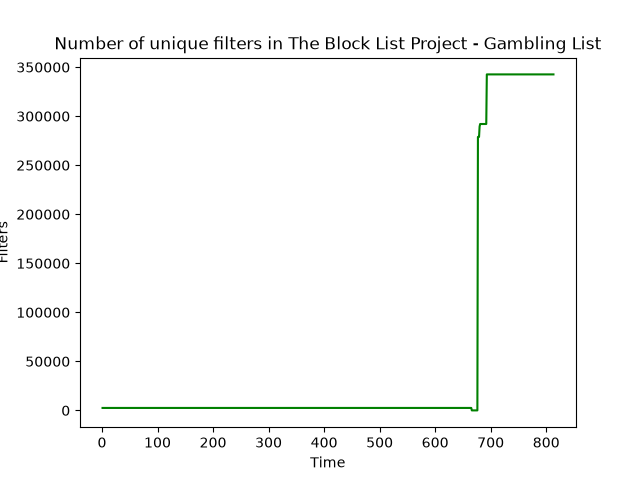 Number of unique filters in The Block List Project - Gambling List
350000
300000
250000
200000
150000
100000
50000
0
Filters
0 100 200 300 400 500 600 700 800
Time